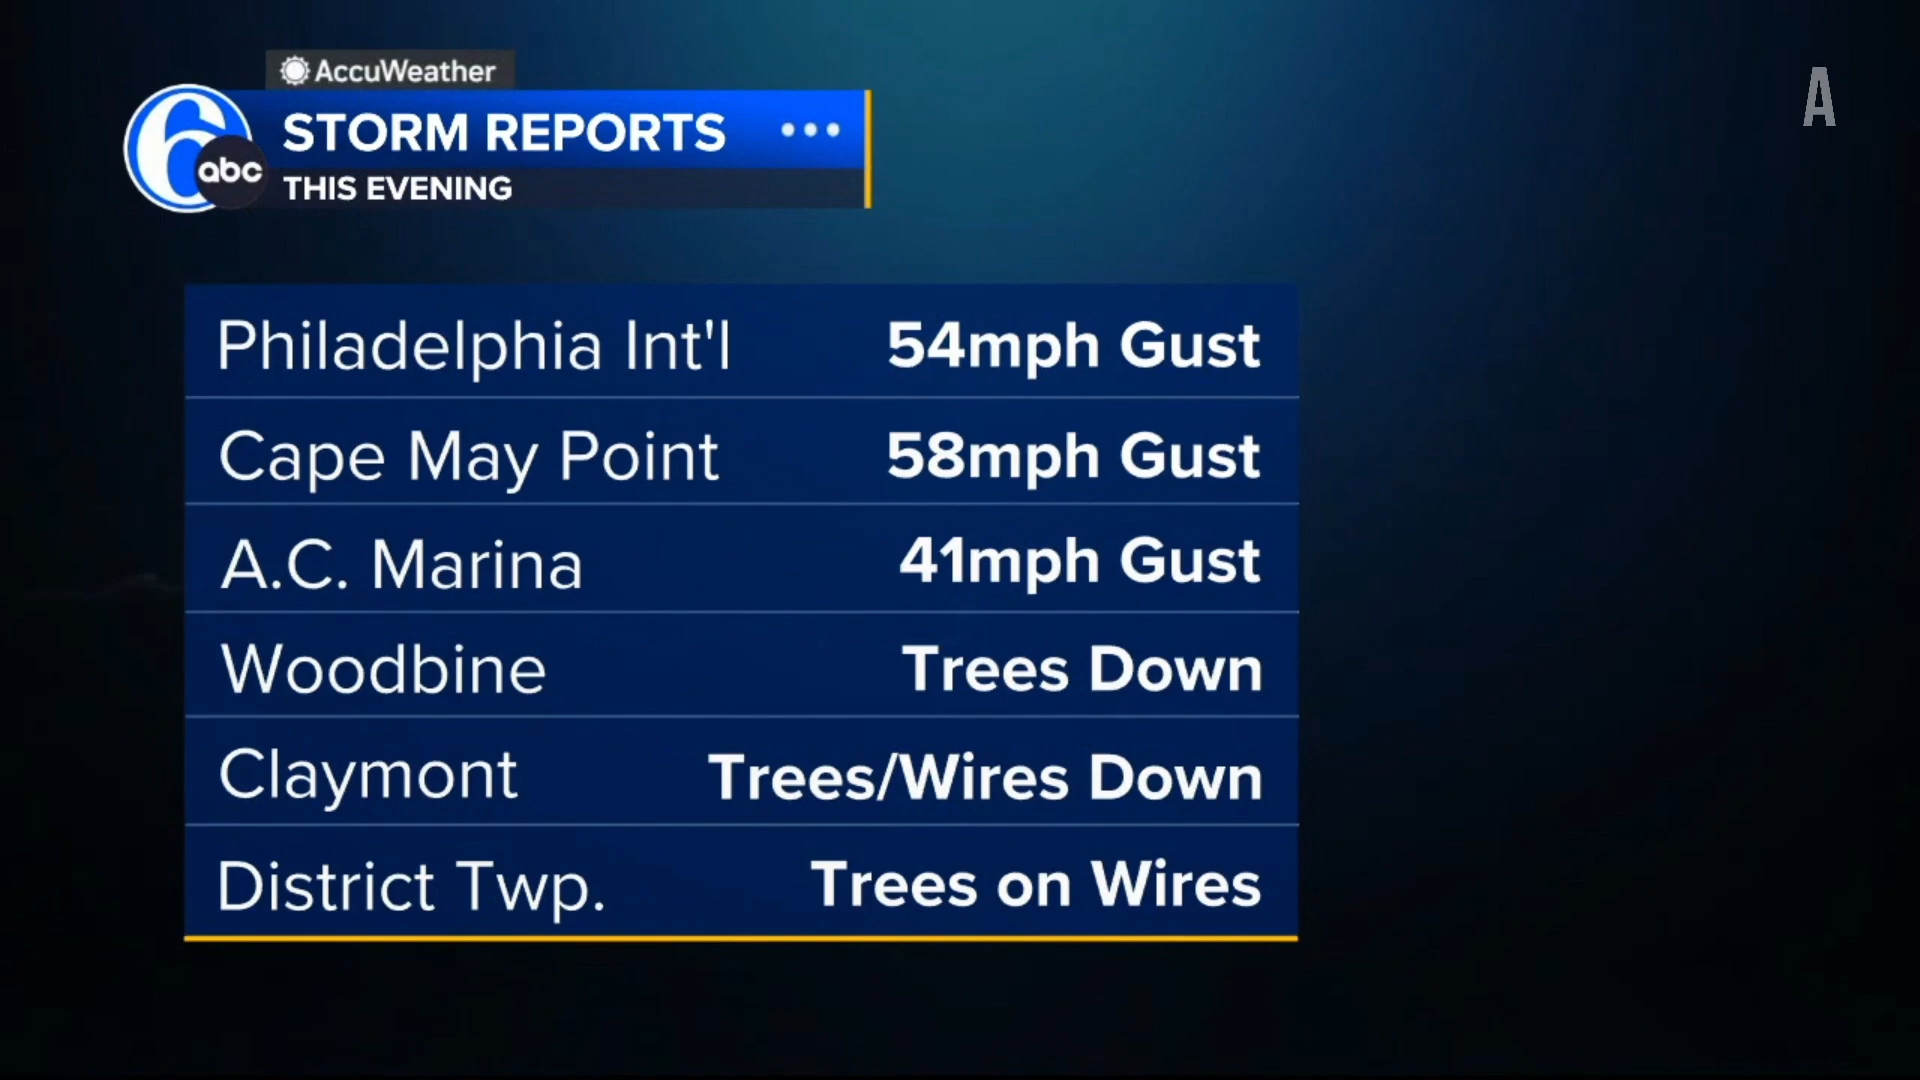 AccuWeather
6
abc
STORM REPORTS
THIS EVENING
A
Philadelphia Int'l 54mph Gust
Cape May Point 58mph Gust
A.C. Marina 41mph Gust
Woodbine Trees Down
Claymont Trees/Wires Down
District Twp. Trees on Wires